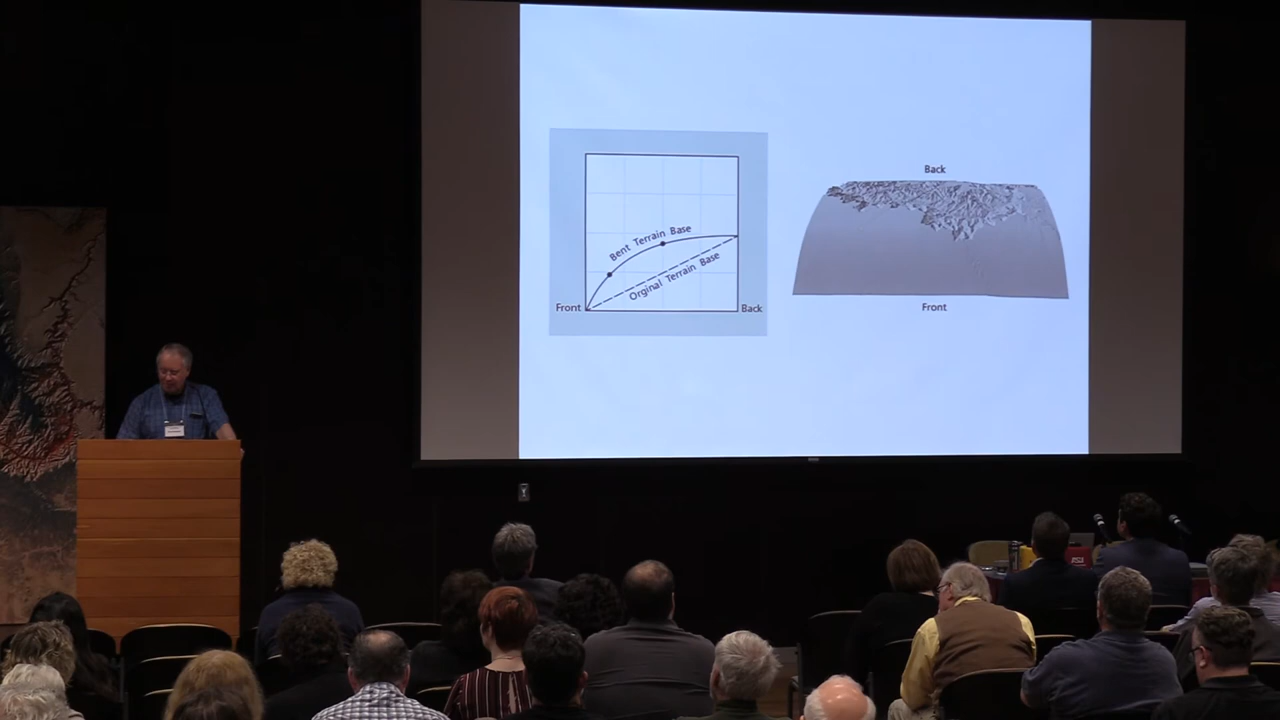 Back
Bent Terrain Base
Orginal Terrain Base
Front
Back
Front